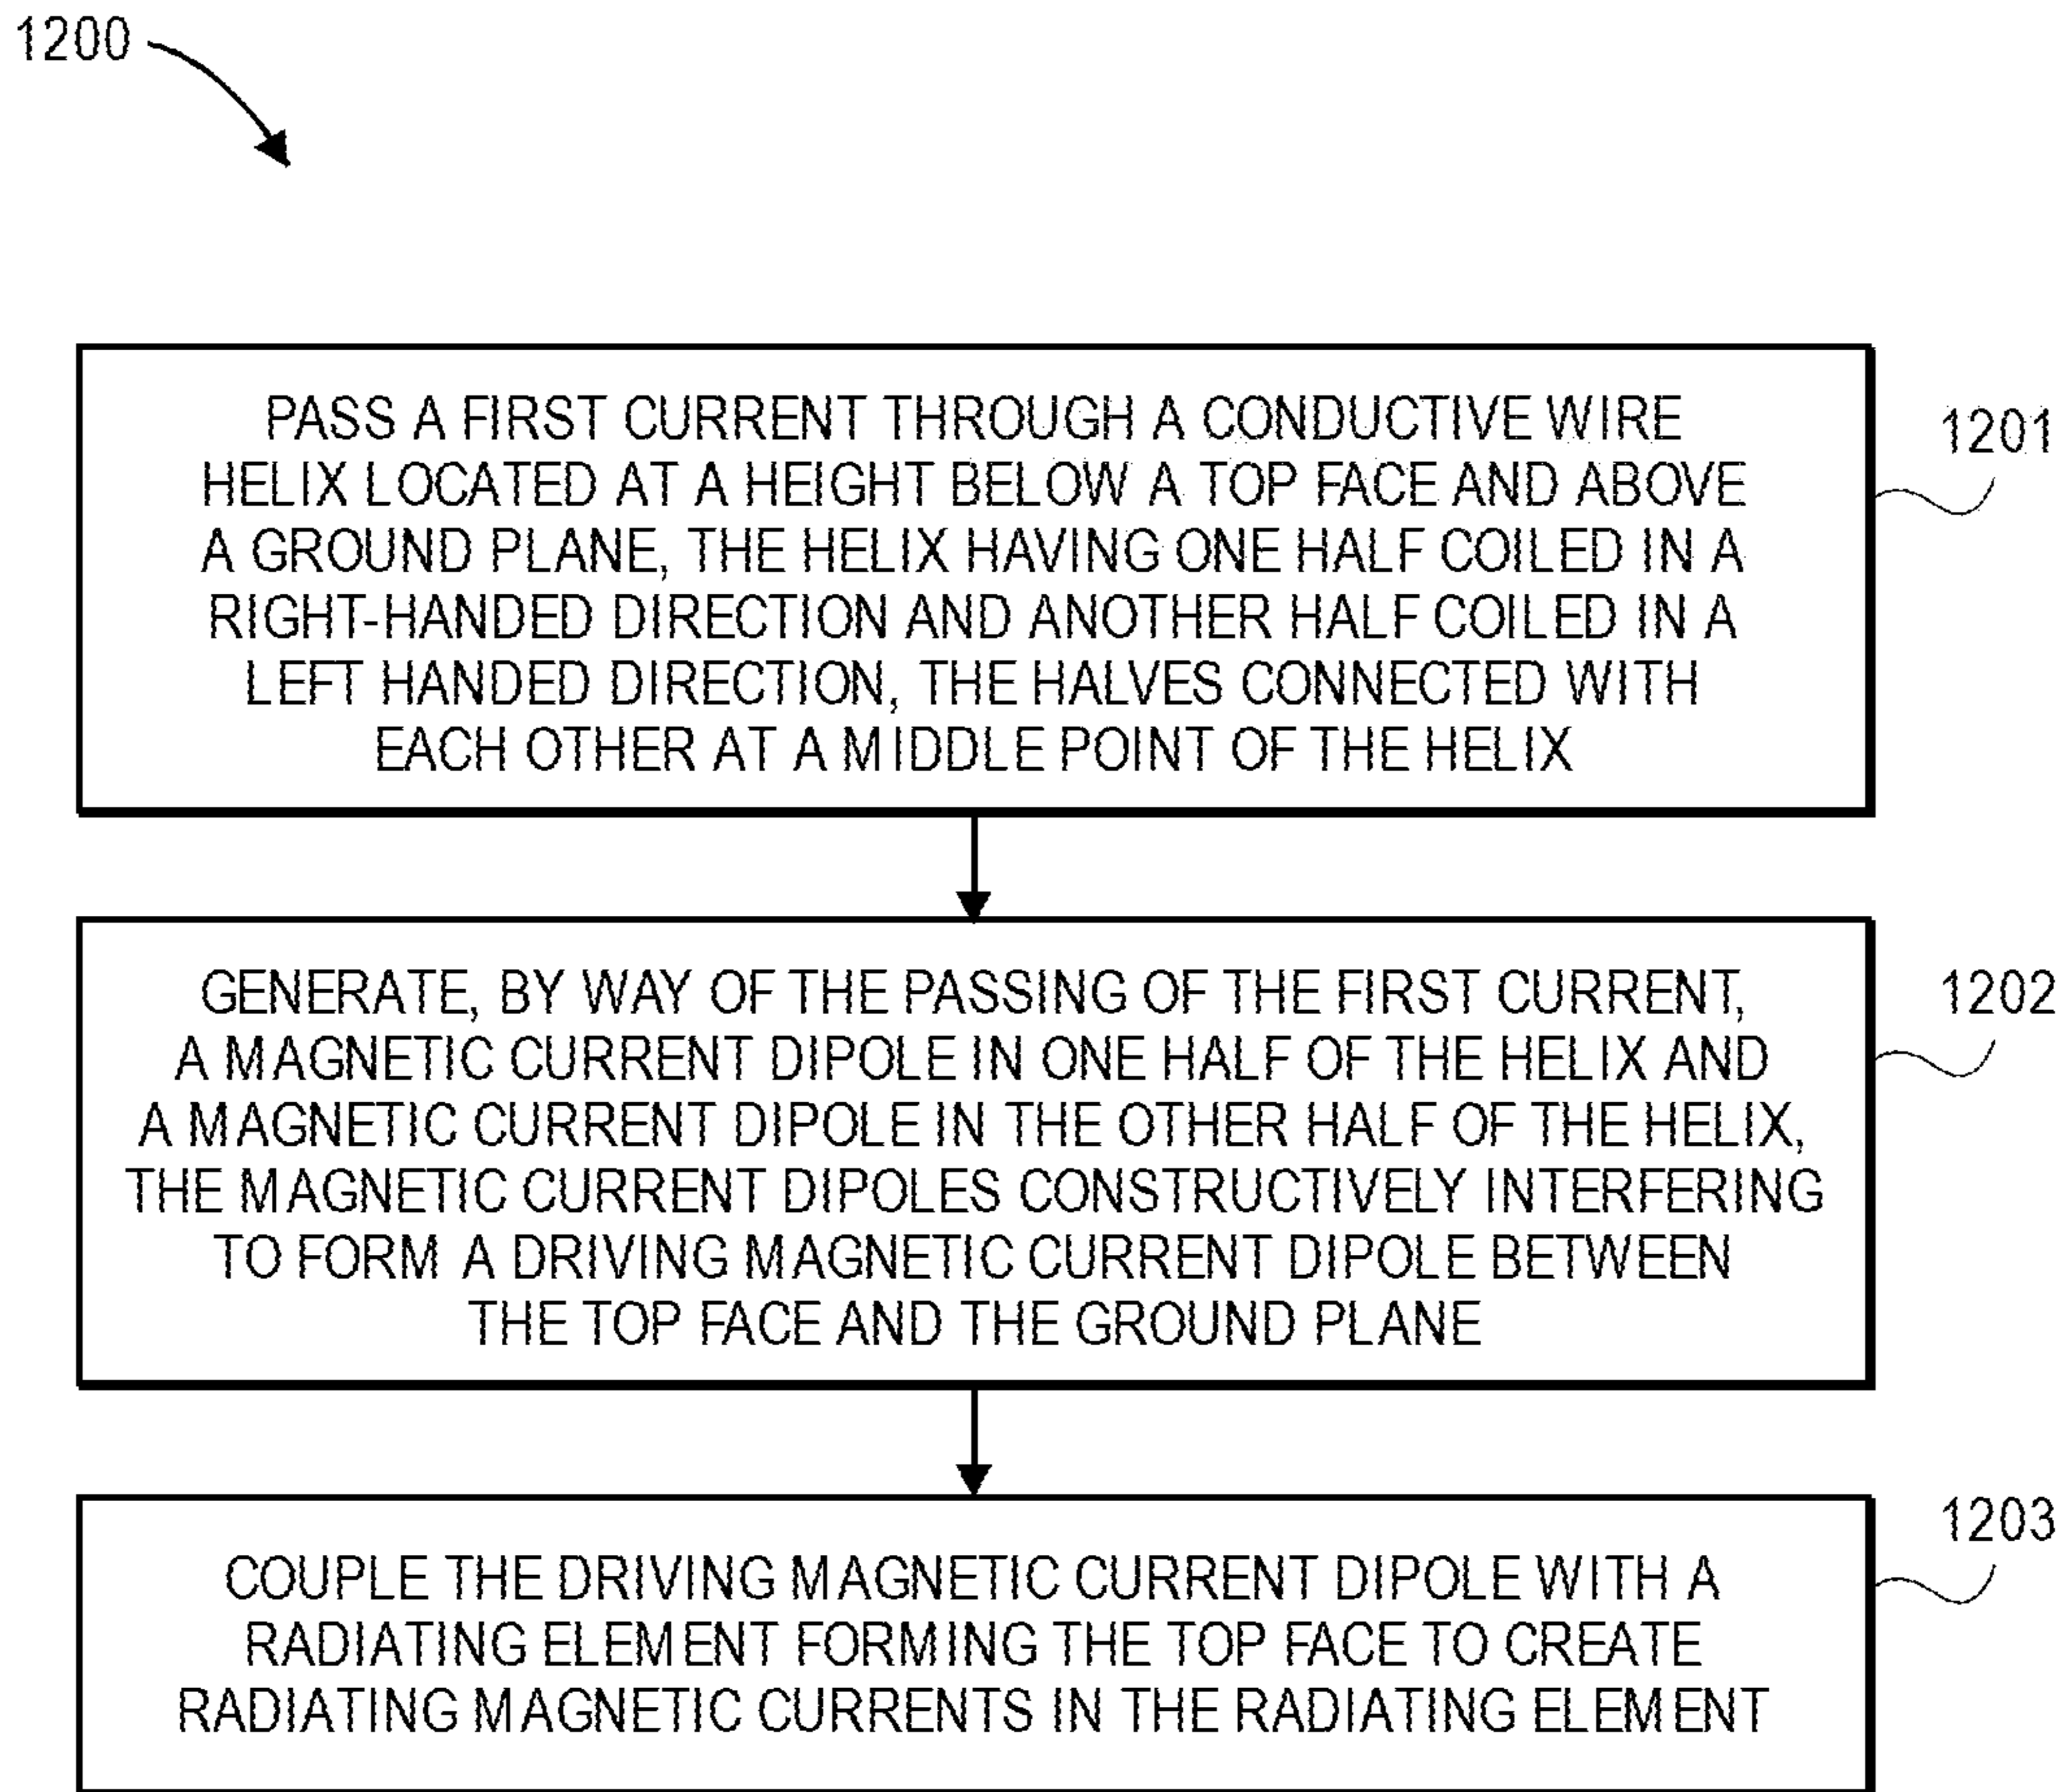 1200
PASS A FIRST CURRENT THROUGH A CONDUCTIVE WIRE
HELIX LOCATED AT A HEIGHT BELOW A TOP FACE AND ABOVE
A GROUND PLANE, THE HELIX HAVING ONE HALF COILED IN A
RIGHT-HANDED DIRECTION AND ANOTHER HALF COILED IN A
LEFT HANDED DIRECTION, THE HALVES CONNECTED WITH
EACH OTHER AT A MIDDLE POINT OF THE HELIX
1201
GENERATE, BY WAY OF THE PASSING OF THE FIRST CURRENT,
A MAGNETIC CURRENT DIPOLE IN ONE HALF OF THE HELIX AND
A MAGNETIC CURRENT DIPOLE IN THE OTHER HALF OF THE HELIX,
THE MAGNETIC CURRENT DIPOLES CONSTRUCTIVELY INTERFERING
TO FORM A DRIVING MAGNETIC CURRENT DIPOLE BETWEEN
THE TOP FACE AND THE GROUND PLANE
1202
COUPLE THE DRIVING MAGNETIC CURRENT DIPOLE WITH A
RADIATING ELEMENT FORMING THE TOP FACE TO CREATE
RADIATING MAGNETIC CURRENTS IN THE RADIATING ELEMENT
1203